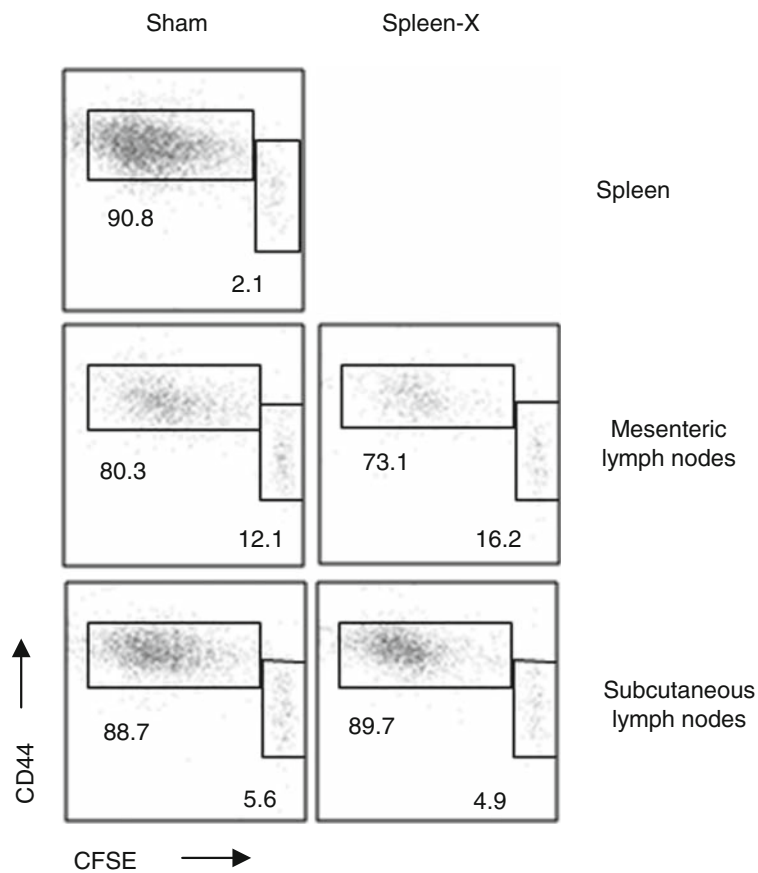 Sham
Spleen-X
90.8
2.1
Spleen
80.3
12.1
73.1
16.2
Mesenteric
lymph nodes
88.7
5.6
89.7
4.9
Subcutaneous
lymph nodes
CD44
CFSE